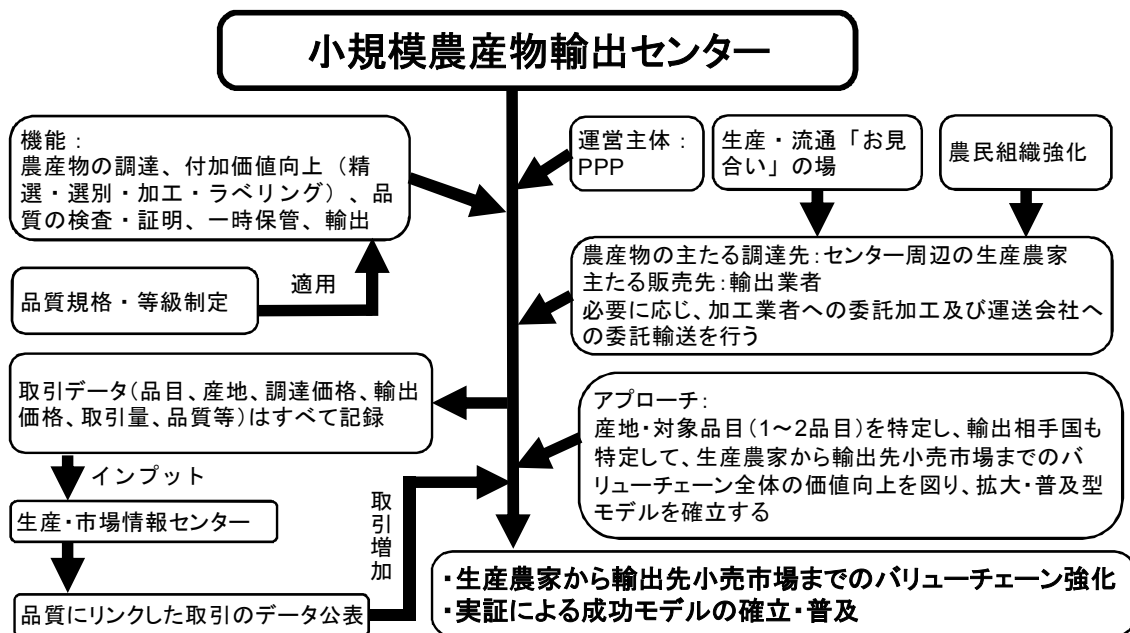 小規模農産物輸出センター
機能：
農産物の調達、付加価値向上（精
選・選別・加工・ラベリング）、品
質の検査・証明、一時保管、輸出
運営主体：
PPP
生産・流通「お見
合い」の場
農民組織強化
適用
品質規格・等級制定
農産物の主たる調達先：センター周辺の生産農家
主たる販売先：輸出業者
必要に応じ、加工業者への委託加工及び運送会社へ
の委託輸送を行う
取引データ（品目、産地、調達価格、輸出
価格、取引量、品質等）はすべて記録
アプローチ：
産地・対象品目（1～2品目）を特定し、輸出相手国も
特定して、生産農家から輸出先小売市場までのバ
リューチェーン全体の価値向上を図り、拡大・普及型
モデルを確立する
インプット
生産・市場情報センター
取引増加
品質にリンクした取引のデータ公表
・生産農家から輸出先小売市場までのバリューチェーン強化
・実証による成功モデルの確立・普及